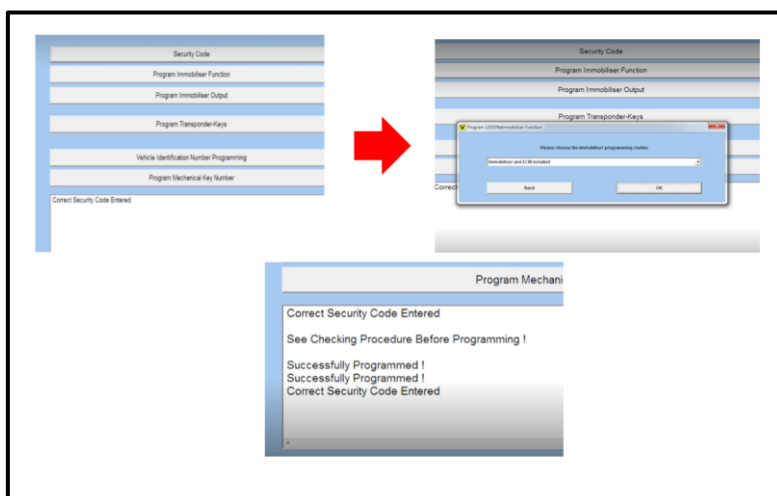 Security Code
Program Immobiliser Function
Program Immobiliser Output
Program Transponder-Keys
Vehicle Identification Number Programming
Program Mechanical Key Number
Correct Security Code Entered
Security Code
Program Immobiliser Function
Program Immobiliser Output
Program Transponder-Keys
Immobiliser Function
Please choose the immobiliser programming routine
Immobiliser and ECM installed
Back
OK
Correct
Program Mechani
Correct Security Code Entered
See Checking Procedure Before Programming !
Successfully Programmed !
Successfully Programmed !
Correct Security Code Entered